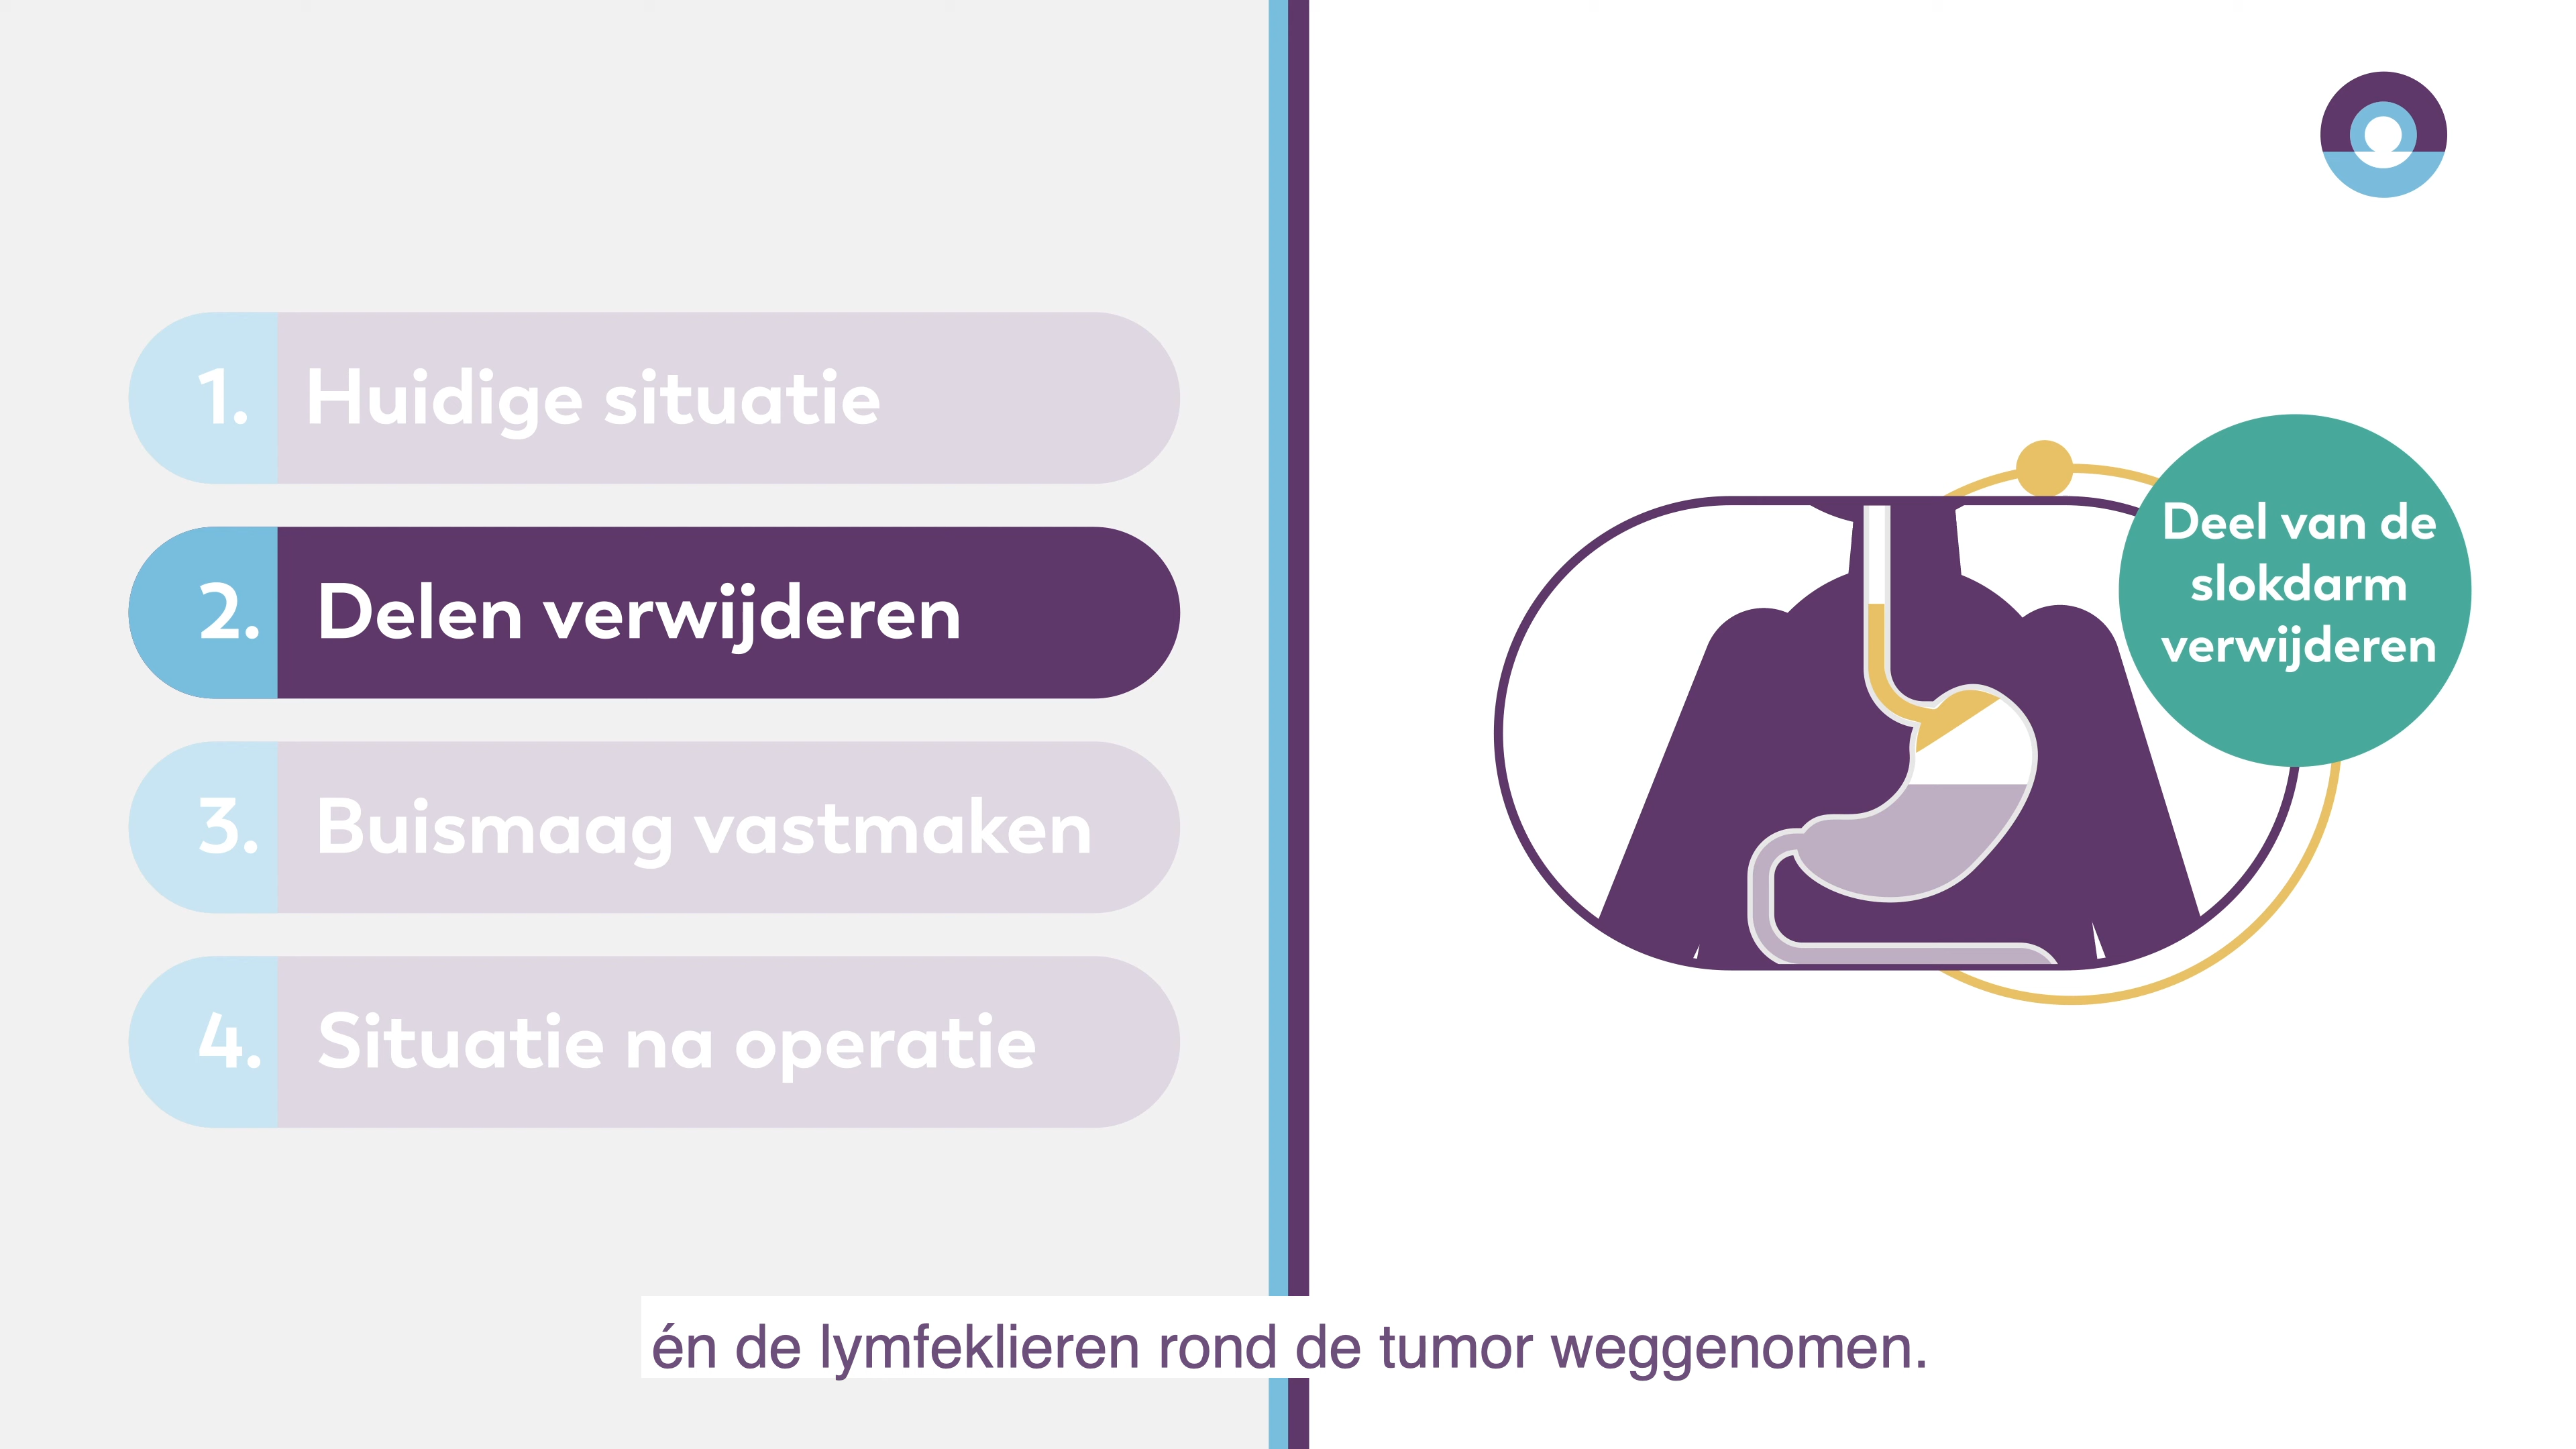 1. Huidige situatie
2. Delen verwijderen
3. Buismaag vastmaken
4. Situatie na operatie
Deel van de
slokdarm
verwijderen
én de lymfeklieren rond de tumor weggenomen.